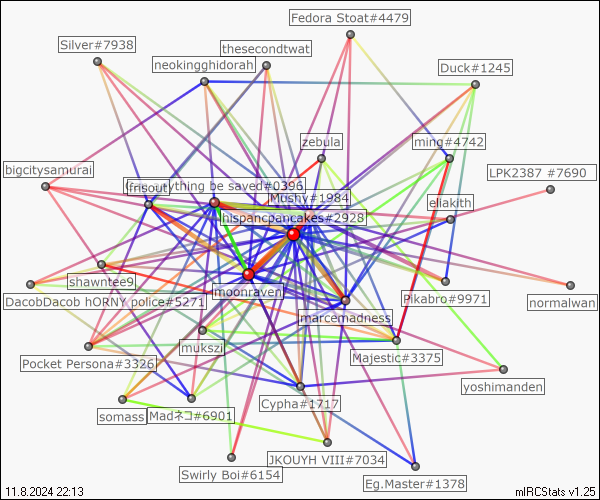 Fedora Stoat#4479
Silver#7938
thesecondtwat
neokingghidorah
Duck#1245
zebula
ming#4742
bigcitysamurai
LPK2387 #7690
frisout
everything be saved#0396
Mushy#1984
eliakith
hispancpancakes#2928
shawntee9
moonraven
DacobDacob hORNY police#5271
Pikabro#9971
normalwan
marcemadness
mukszi
Majestic#3375
Pocket Persona#3326
yoshimanden
Cypha#1717
somass
Madネコ#6901
JKOUYH VIII#7034
Swirly Boi#6154
Eg.Master#1378
11.8.2024 22:13
mIRCStats v1.25